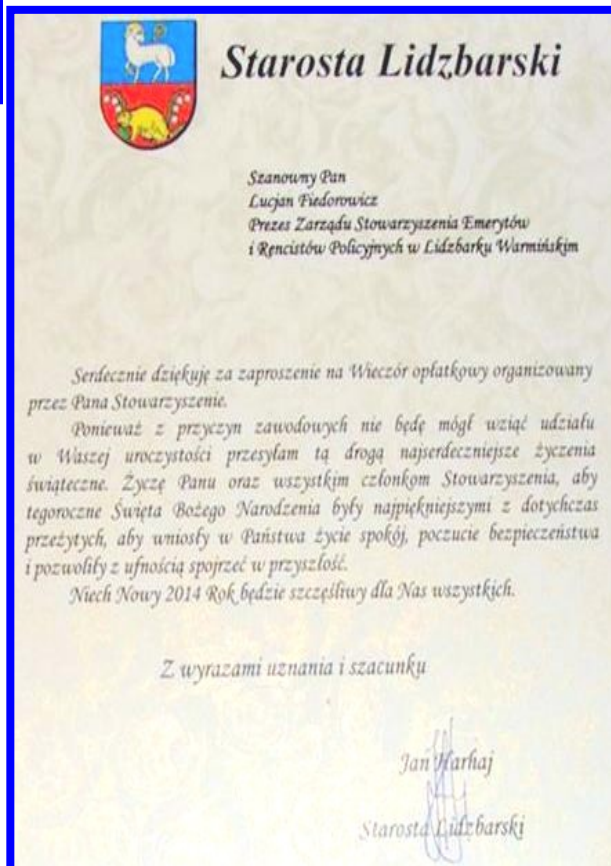 Starosta Lidzbarski
Szanowny Pan
Lucjan Fiedorowicz
Prezes Zarządu Stowarzyszenia Emerytów
i Rencistów Policyjnych w Lidzbarku Warmińskim
Serdecznie dziękuję za zaproszenie na Wieczór opłatkowy organizowany
przez Pana Stowarzyszenie.
Ponieważ z przyczyn zawodowych nie będę mógł wziąć udziału
w Waszej uroczystości przesyłam tą drogą najserdeczniejsze życzenia
świąteczne. Życzę Panu oraz wszystkim członkom Stowarzyszenia, aby
tegoroczne Święta Bożego Narodzenia były najpiękniejszymi z dotychczas
przeżytych, aby wniosły w Państwa życie spokój, poczucie bezpieczeństwa
i pozwoliły z ufnością spojrzeć w przyszłość.
Niech Nowy 2014 Rok będzie szczęśliwy dla Nas wszystkich.
Z wyrazami uznania i szacunku
Jan Harhaj
Starosta Lidzbarski